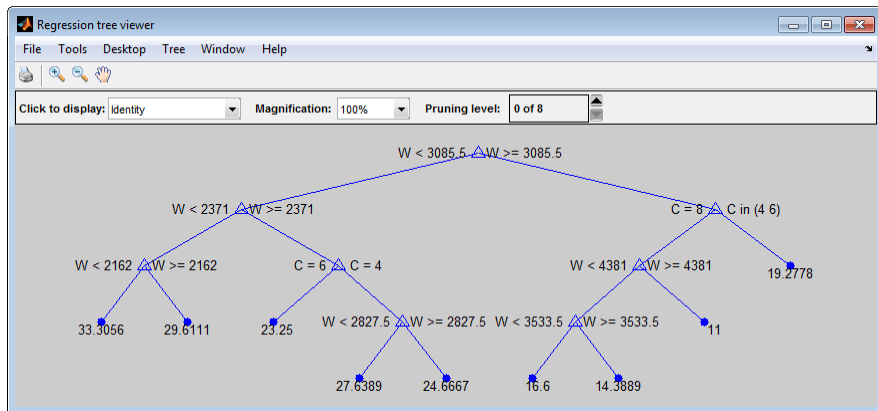 Regression tree viewer
File Tools Desktop Tree Window Help
Click to display: Identity Magnification: 100% Pruning level: 0 of 8
W < 3085.5 W >= 3085.5
W < 2371 W >= 2371 C = 8 C in (4 6)
W < 2162 W >= 2162 C = 6 C = 4 W < 4381 W >= 4381 19.2778
33.3056 29.6111 23.25 W < 2827.5 W >= 2827.5 W < 3533.5 W >= 3533.5 11
27.6389 24.6667 16.6 14.3889